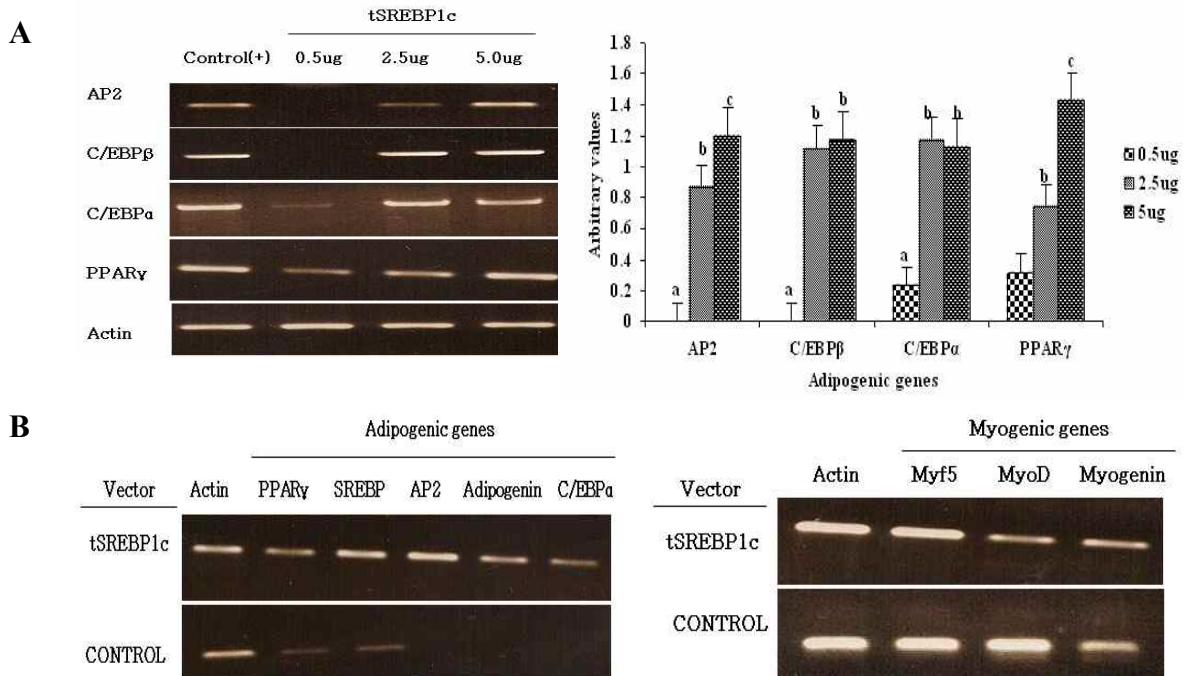 A
tSREBP1c
Control(+) 0.5ug 2.5ug 5.0ug
AP2
C/EBPβ
C/EBPα
PPARγ
Actin
Arbitrary values
1.8
1.6
1.4
1.2
1
0.8
0.6
0.4
0.2
0
a b c
a b b
a b b
b c
AP2 C/EBPβ C/EBPα PPARγ
Adipogenic genes
0.5ug
2.5ug
5ug
B
Adipogenic genes
Vector Actin PPARγ SREBP AP2 Adipogenin C/EBPα
tSREBP1c
CONTROL
Myogenic genes
Vector Actin Myf5 MyoD Myogenin
tSREBP1c
CONTROL